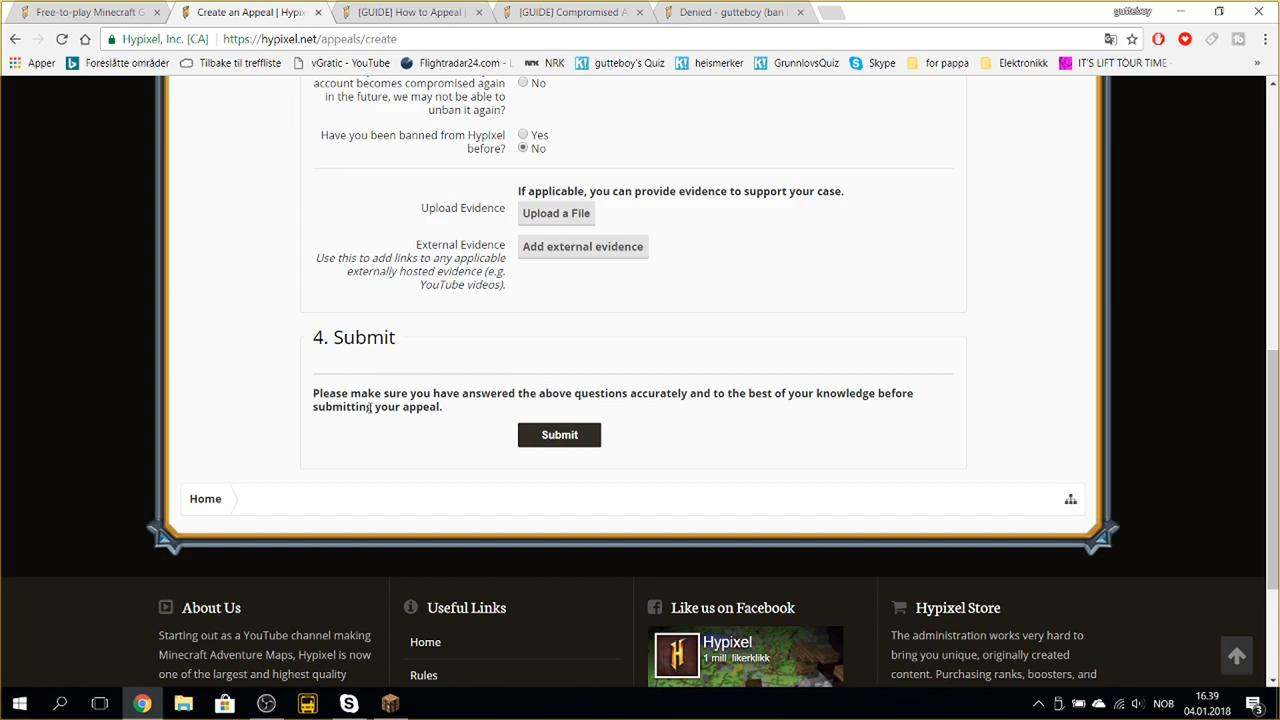 Free-to-play Minecraft G
Create an Appeal | Hypix
[GUIDE] How to Appeal |
[GUIDE] Compromised A
Denied - gutteboy (ban
gutteboy
Hypixel, Inc. [CA]
https://hypixel.net/appeals/create
Apper
Foreslåtte områder
Tilbake til treffliste
vGratic - YouTube
Flightradar24.com - L
NRK
gutteboy's Quiz
heismerker
GrunnlovsQuiz
Skype
for pappa
Elektronikk
IT'S LIFT TOUR TIME -
»
account becomes compromised again
in the future, we may not be able to
unban it again?
No
Have you been banned from Hypixel
before?
Yes
No
If applicable, you can provide evidence to support your case.
Upload Evidence
Upload a File
External Evidence
Add external evidence
Use this to add links to any applicable
externally hosted evidence (e.g.
YouTube videos).
4. Submit
Please make sure you have answered the above questions accurately and to the best of your knowledge before
submitting your appeal.
Submit
Home
About Us
Starting out as a YouTube channel making
Minecraft Adventure Maps, Hypixel is now
one of the largest and highest quality
Useful Links
Home
Rules
Like us on Facebook
Hypixel
1 mill likerklikk
Hypixel Store
The administration works very hard to
bring you unique, originally created
content. Purchasing ranks, boosters, and
NOR
16.39
04.01.2018
3